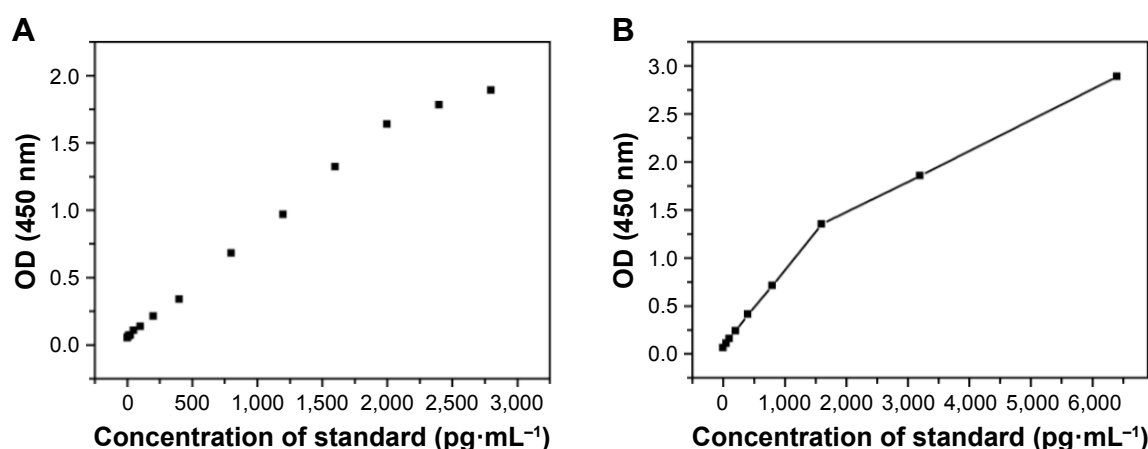 A
OD (450 nm)
2.0
1.5
1.0
0.5
0.0
0 500 1,000 1,500 2,000 2,500 3,000
Concentration of standard (pg·mL⁻¹)
B
OD (450 nm)
3.0
2.5
2.0
1.5
1.0
0.5
0.0
0 1,000 2,000 3,000 4,000 5,000 6,000
Concentration of standard (pg·mL⁻¹)